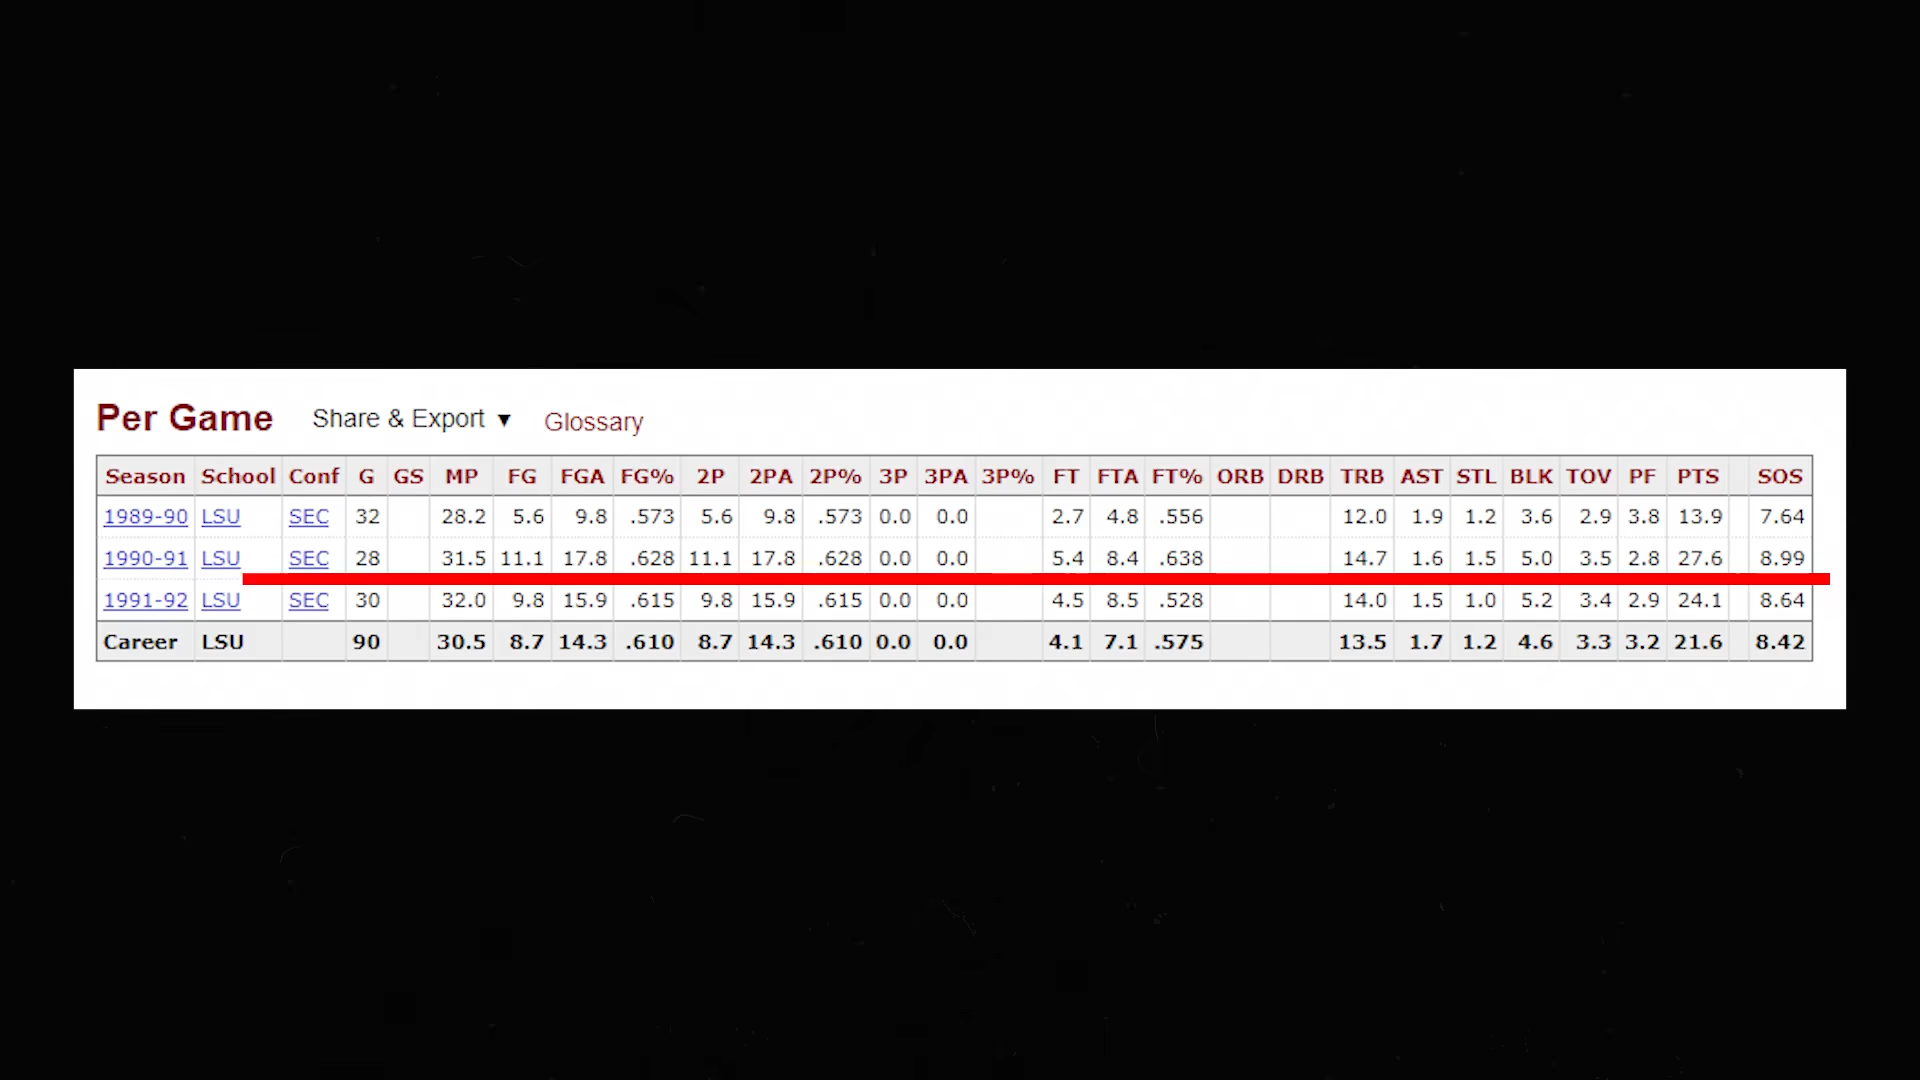 Per Game Share & Export ▼ Glossary
Season School Conf G GS MP FG FGA FG% 2P 2PA 2P% 3P 3PA 3P% FT FTA FT% ORB DRB TRB AST STL BLK TOV PF PTS SOS
1989-90 LSU SEC 32 28.2 5.6 9.8 .573 5.6 9.8 .573 0.0 0.0 2.7 4.8 .556 12.0 1.9 1.2 3.6 2.9 3.8 13.9 7.64
1990-91 LSU SEC 28 31.5 11.1 17.8 .628 11.1 17.8 .628 0.0 0.0 5.4 8.4 .638 14.7 1.6 1.5 5.0 3.5 2.8 27.6 8.99
1991-92 LSU SEC 30 32.0 9.8 15.9 .615 9.8 15.9 .615 0.0 0.0 4.5 8.5 .528 14.0 1.5 1.0 5.2 3.4 2.9 24.1 8.64
Career LSU 90 30.5 8.7 14.3 .610 8.7 14.3 .610 0.0 0.0 4.1 7.1 .575 13.5 1.7 1.2 4.6 3.3 3.2 21.6 8.42